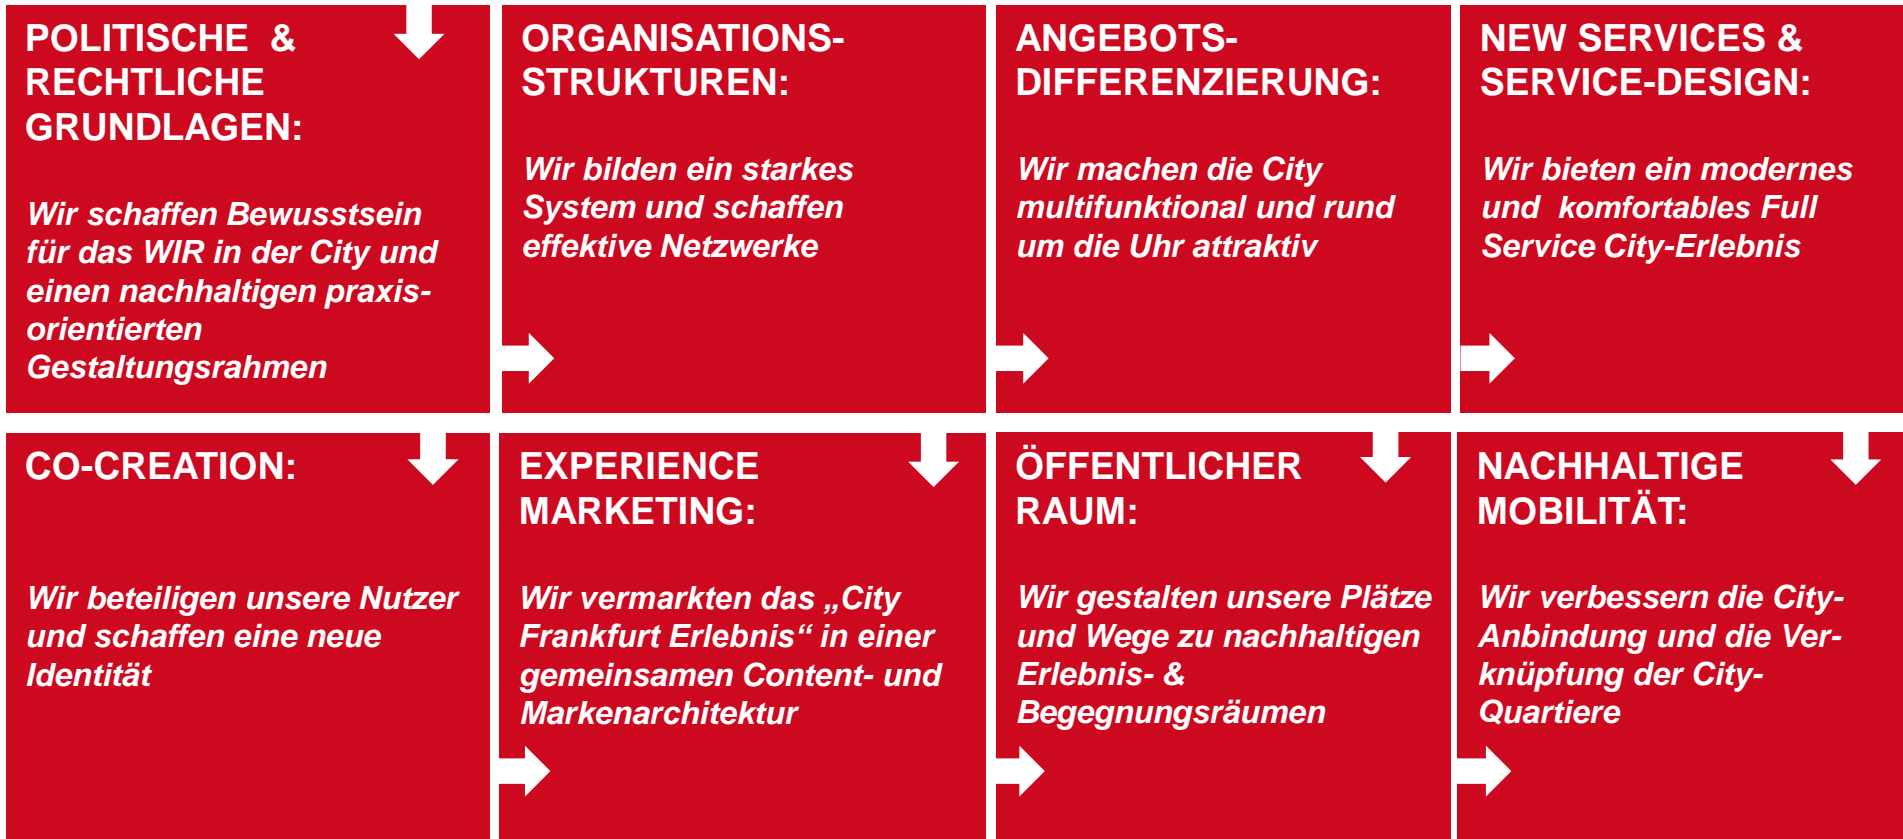 POLITISCHE &
RECHTLICHE
GRUNDLAGEN:
Wir schaffen Bewusstsein
für das WIR in der City und
einen nachhaltigen praxis-
orientierten
Gestaltungsrahmen
ORGANISATIONS-
STRUKTUREN:
Wir bilden ein starkes
System und schaffen
effektive Netzwerke
ANGEBOTS-
DIFFERENZIERUNG:
Wir machen die City
multifunktional und rund
um die Uhr attraktiv
NEW SERVICES &
SERVICE-DESIGN:
Wir bieten ein modernes
und komfortables Full
Service City-Erlebnis
CO-CREATION:
Wir beteiligen unsere Nutzer
und schaffen eine neue
Identität
EXPERIENCE
MARKETING:
Wir vermarkten das „City
Frankfurt Erlebnis“ in einer
gemeinsamen Content- und
Markenarchitektur
ÖFFENTLICHER
RAUM:
Wir gestalten unsere Plätze
und Wege zu nachhaltigen
Erlebnis- &
Begegnungsräumen
NACHHALTIGE
MOBILITÄT:
Wir verbessern die City-
Anbindung und die Ver-
knüpfung der City-
Quartiere